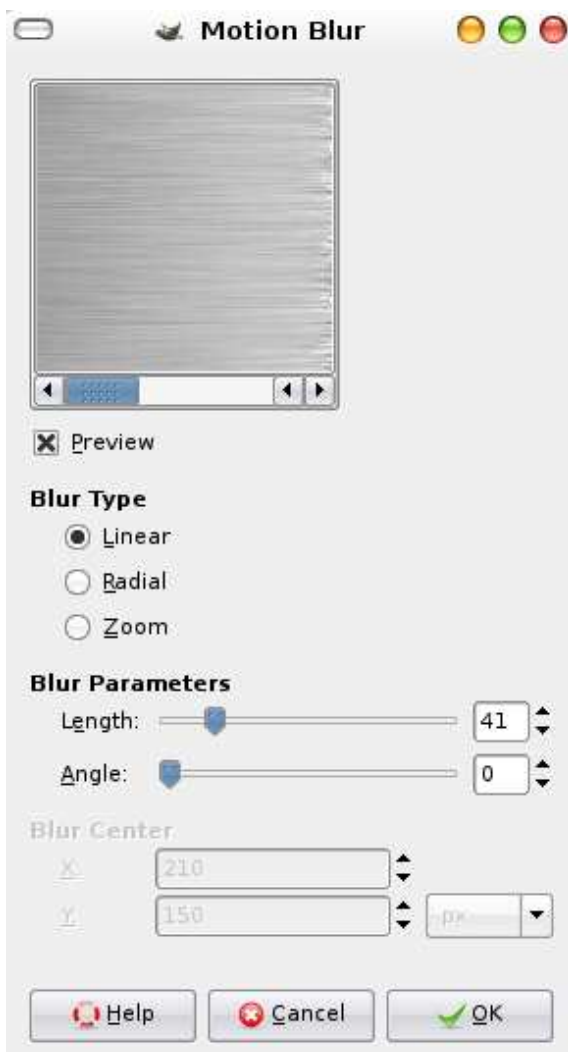 Motion Blur
Preview
Blur Type
Linear
Radial
Zoom
Blur Parameters
Length: 41
Angle: 0
Blur Center
X: 210
Y: 150 px
Help Cancel OK